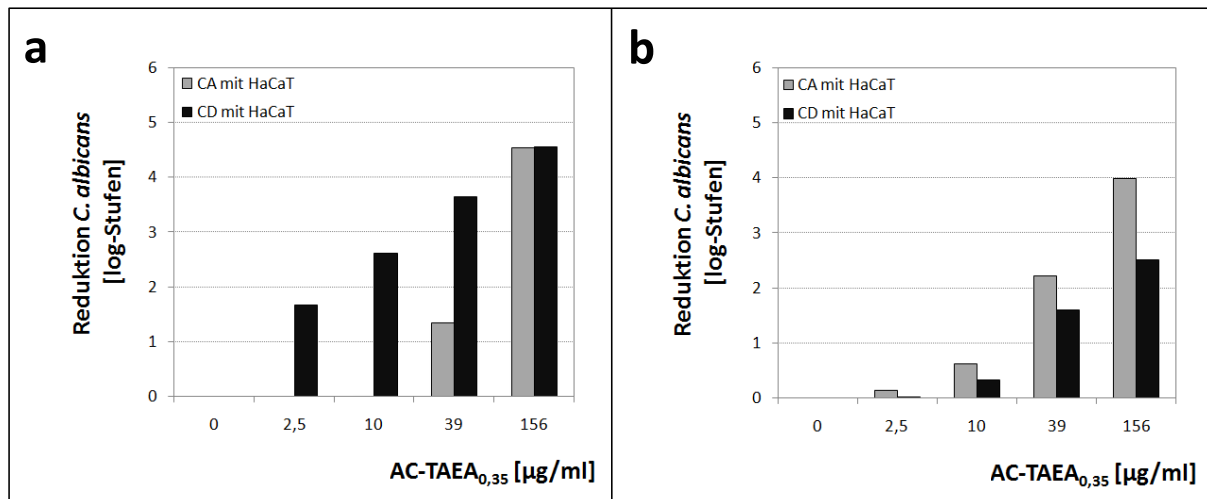 a
CA mit HaCaT
CD mit HaCaT
Reduktion C. albicans
[log-Stufen]
6
5
4
3
2
1
0
0 2,5 10 39 156
AC-TAEA0,35 [µg/ml]
b
CA mit HaCaT
CD mit HaCaT
Reduktion C. albicans
[log-Stufen]
6
5
4
3
2
1
0
0 2,5 10 39 156
AC-TAEA0,35 [µg/ml]